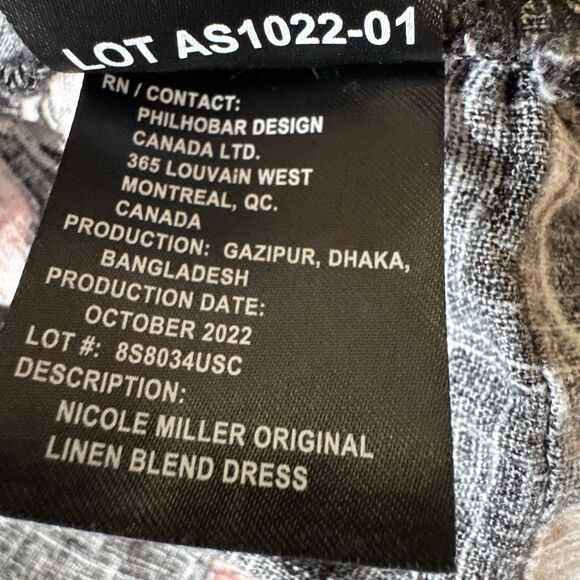 LOT AS1022-01
RN / CONTACT:
PHILHOBAR DESIGN
CANADA LTD.
365 LOUVAiN WEST
MONTREAL, QC.
CANADA
PRODUCTION: GAZIPUR, DHAKA,
BANGLADESH
PRODUCTION DATE:
OCTOBER 2022
LOT #: 8S8034USC
DESCRIPTION:
NICOLE MILLER ORIGINAL
LINEN BLEND DRESS